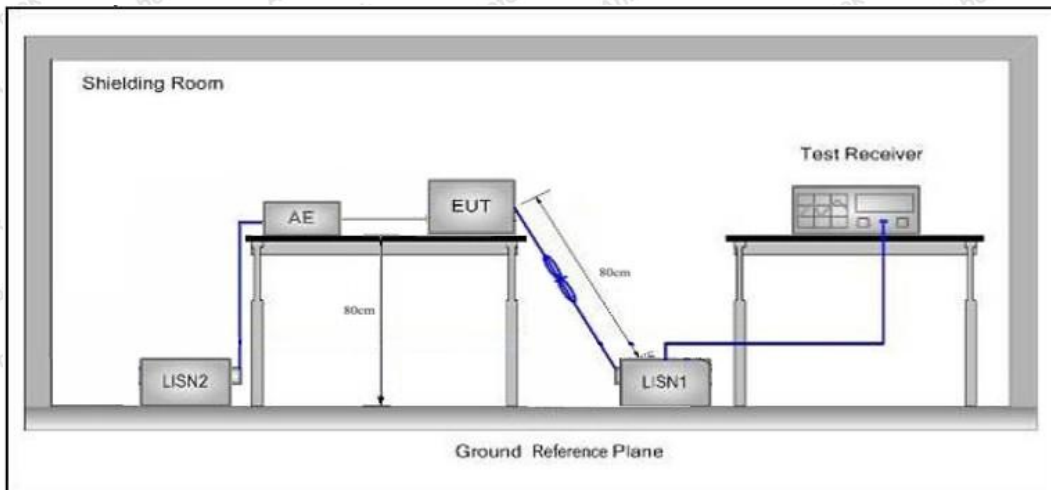 Shielding Room
Test Receiver
AE
EUT
80cm
80cm
LISN2
LISN1
Ground Reference Plane